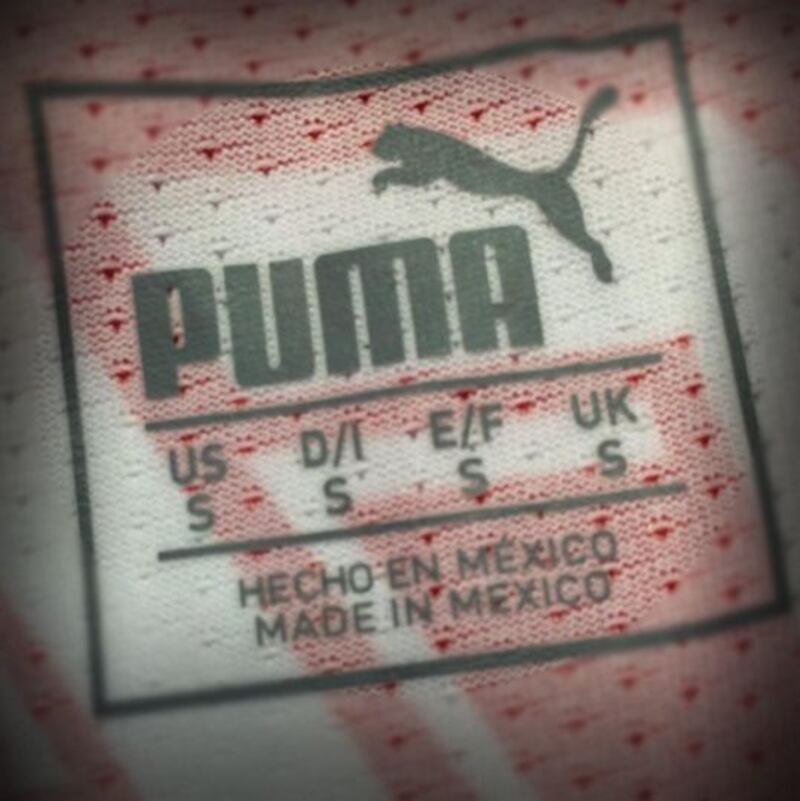 PUMA
US D/I E/F UK
S S S S
HECHO EN MÉXICO
MADE IN MEXICO